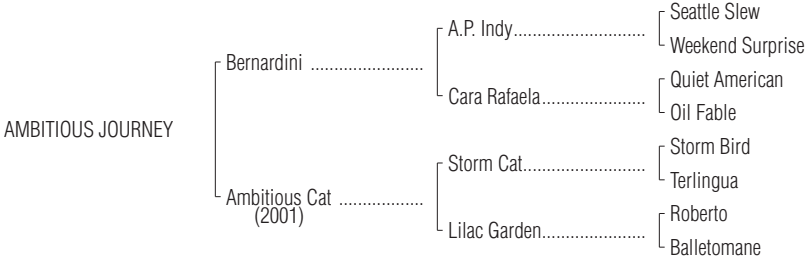 Seattle Slew
A.P. Indy............................
Weekend Surprise
Bernardini ........................
Quiet American
Cara Rafaela......................
Oil Fable
AMBITIOUS JOURNEY
Storm Bird
Storm Cat..........................
Terlingua
Ambitious Cat ..................
(2001)
Roberto
Lilac Garden......................
Balletomane